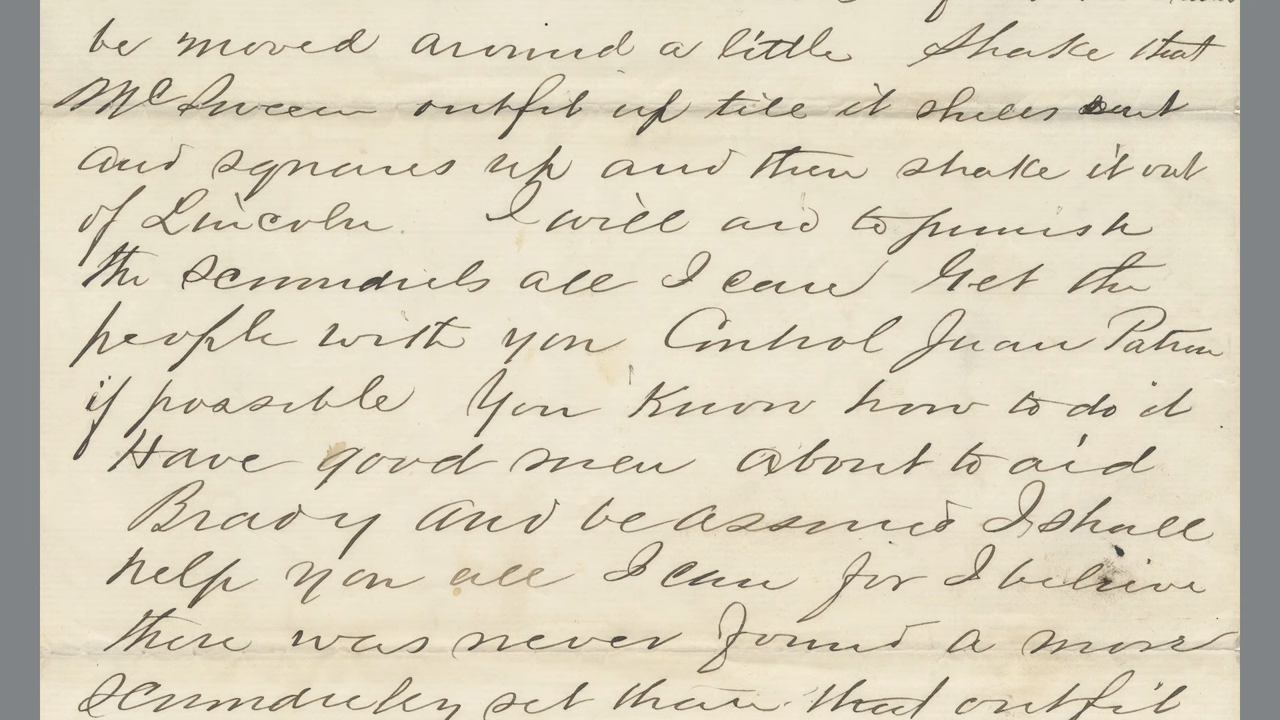 be moved around a little Shake that
McSween outfit up till it shells out
and squares up and then shake it out
of Lincoln. I will aid to punish
the scoundrels all I can Get the
people with you Control Juan Patron
if possible You Know how to do it
Have good men about to aid
Brady and be assured I shall
help you all I can for I believe
there was never found a more
scoundrely set than that outfit